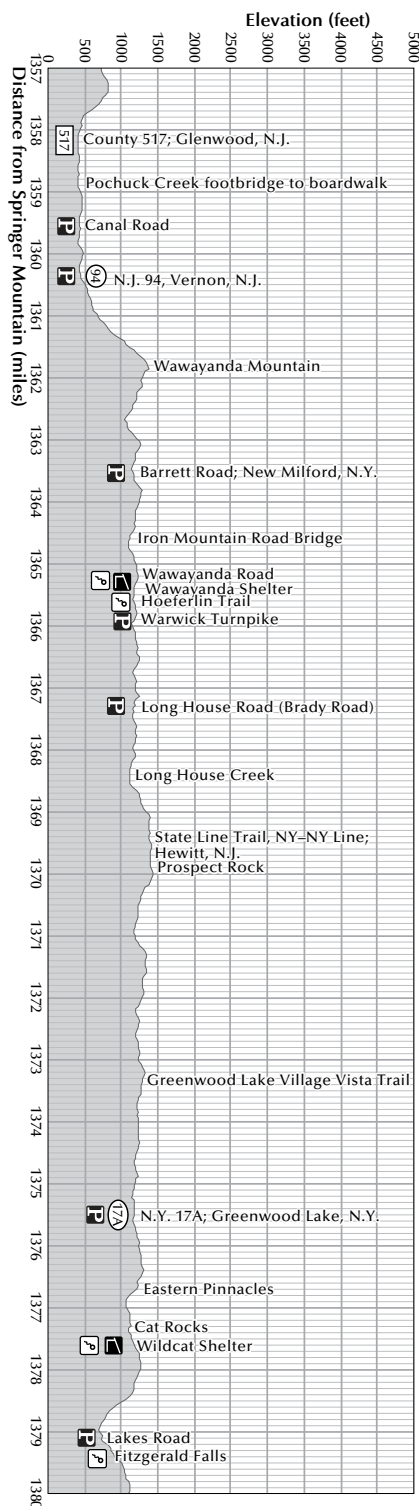 Elevation (feet)
0
500
1000
1500
2000
2500
3000
3500
4000
4500
5000
Distance from Springer Mountain (miles)
1357
1358
517
County 517; Glenwood, N.J.
1359
Pochuck Creek footbridge to boardwalk
P
Canal Road
1360
P
94
N.J. 94, Vernon, N.J.
1361
Wawayanda Mountain
1362
1363
P
Barrett Road; New Milford, N.Y.
1364
Iron Mountain Road Bridge
1365
Wawayanda Road
Wawayanda Shelter
Hoeferlin Trail
1366
P
Warwick Turnpike
1367
P
Long House Road (Brady Road)
1368
Long House Creek
1369
State Line Trail, NY–NY Line;
Hewitt, N.J.
Prospect Rock
1370
1371
1372
1373
Greenwood Lake Village Vista Trail
1374
1375
P
17A
N.Y. 17A; Greenwood Lake, N.Y.
1376
Eastern Pinnacles
1377
Cat Rocks
Wildcat Shelter
1378
1379
P
Lakes Road
Fitzgerald Falls